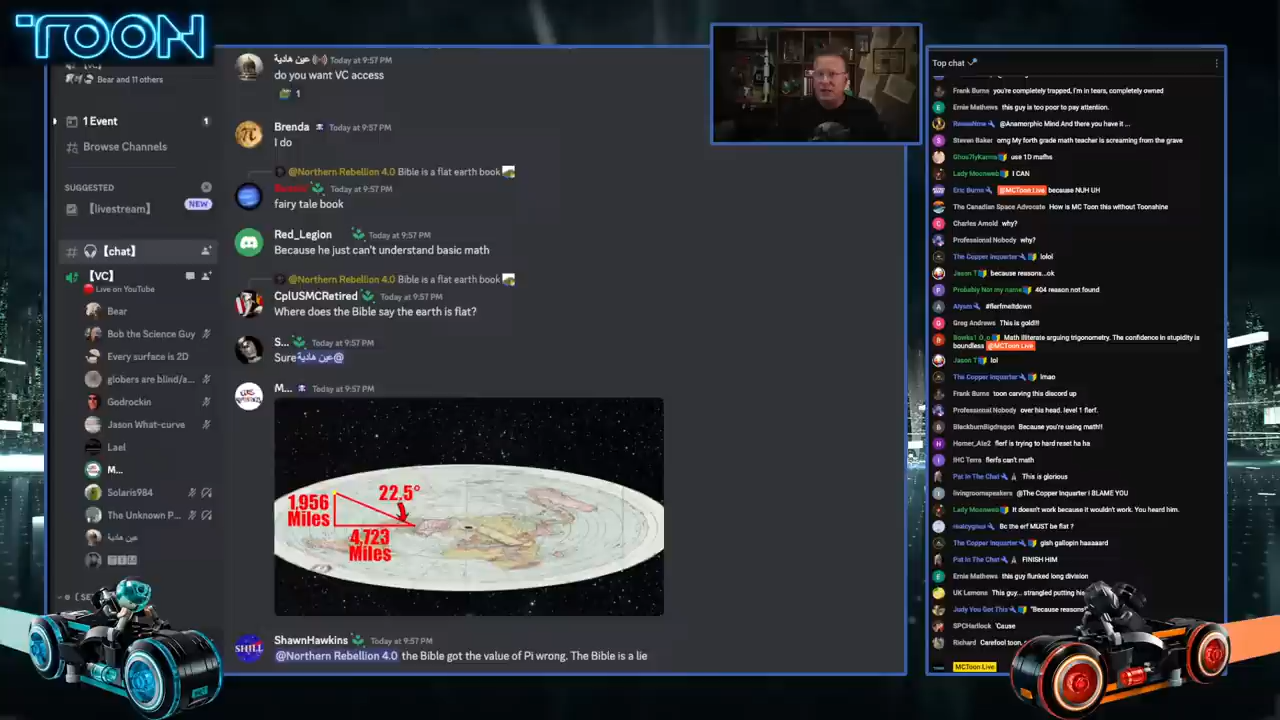 TOON
Bear and 11 others
1 Event
1
Browse Channels
SUGGESTED
[livestream]
NEW
【chat】
【VC】
Live on YouTube
Bear
Bob the Science Guy
Every surface is 2D
globers are blind/a...
Godrockin
Jason What-curve
Lael
M...
Solaris984
The Unknown P...
عين هادية
عين هادية Today at 9:57 PM
do you want VC access
1
Brenda Today at 9:57 PM
I do
@Northern Rebellion 4.0 Bible is a flat earth book
Today at 9:57 PM
fairy tale book
Red_Legion Today at 9:57 PM
Because he just can't understand basic math
@Northern Rebellion 4.0 Bible is a flat earth book
CplUSMCRetired Today at 9:57 PM
Where does the Bible say the earth is flat?
S... Today at 9:57 PM
Sure @عين هادية
M... Today at 9:57 PM
1,956
Miles
22.5°
4,723
Miles
SHILL
ShawnHawkins Today at 9:57 PM
@Northern Rebellion 4.0 the Bible got the value of Pi wrong. The Bible is a lie
Top chat
Frank Burns you're completely trapped, I'm in tears, completely owned
Ernie Mathews this guy is too poor to pay attention.
@Anamorphic Mind And there you have it ...
Steven Baker omg My forth grade math teacher is screaming from the grave
Ghos7lyKarma use 1D maths
Lady Moonweb I CAN
Eric Burns @MCToon Live because NUH UH
The Canadian Space Advocate How is MC Toon this without Toonshine
Charles Arnold why?
Professional Nobody why?
The Copper Inquarter lolol
Jason T because reasons...ok
Probably Not my name 404 reason not found
Alyam #flerfmeltdown
Greg Andrews This is gold!!!
Math illiterate arguing trigonometry. The confidence in stupidity is
boundless @MCToon Live
Jason T lol
The Copper Inquarter lmao
Frank Burns toon carving this discord up
Professional Nobody over his head. level 1 flerf.
BlackburnBigdragon Because you're using math!!
Homer_Ate2 flerf is trying to hard reset ha ha
IHC Terra flerfs can't math
Pat In The Chat This is glorious
livingroomspeakers @The Copper Inquarter I BLAME YOU
Lady Moonweb It doesn't work because it wouldn't work. You heard him.
Bc the erf MUST be flat ?
The Copper Inquarter gish gallopin haaaard
Pat In The Chat FINISH HIM
Ernie Mathews this guy flunked long division
UK Lemons This guy... strangled putting his
Judy You Got This "Because reasons"
SPCHarlock 'Cause
Richard Carefool toon,
MCToon Live